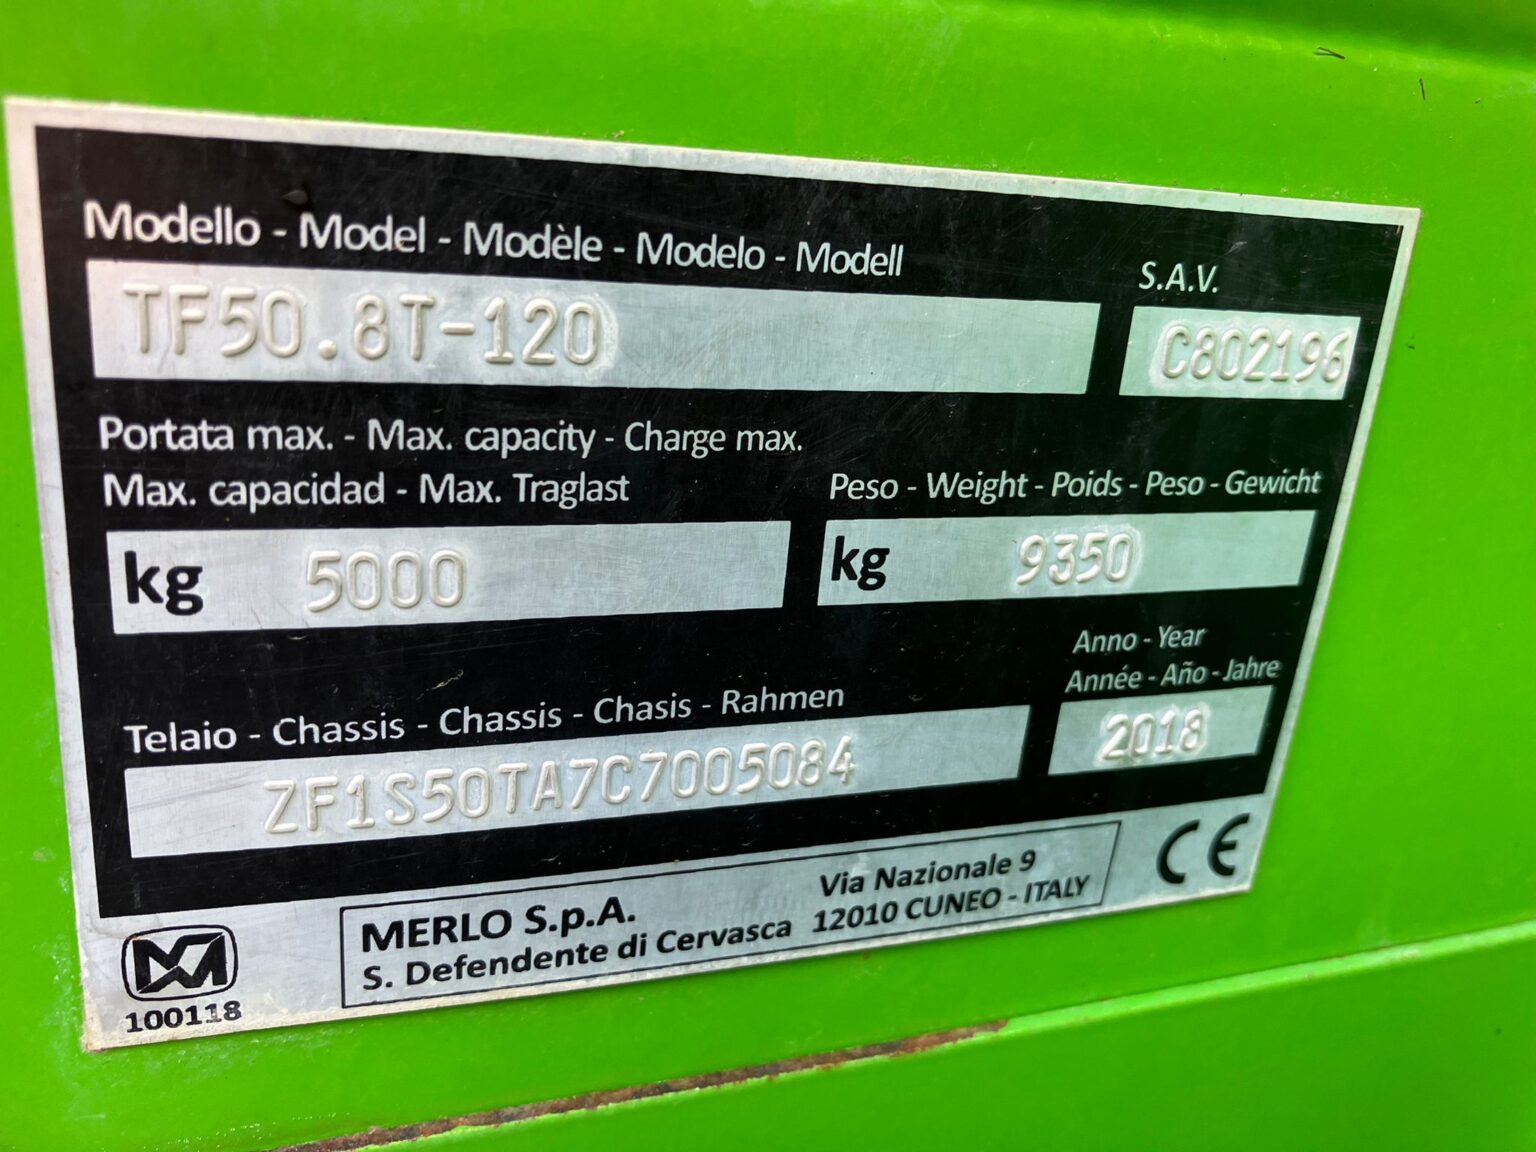 Modello - Model - Modèle - Modelo - Modell
S.A.V.
TF50.8T-120
C802196
Portata max. - Max. capacity - Charge max.
Max. capacidad - Max. Traglast
Peso - Weight - Poids - Peso - Gewicht
kg 5000
kg 9350
Anno - Year
Année - Año - Jahre
Telaio - Chassis - Chassis - Chasis - Rahmen
2018
ZF1S50TA7C7005084
CE
MERLO S.p.A.
S. Defendente di Cervasca
Via Nazionale 9
12010 CUNEO - ITALY
100118